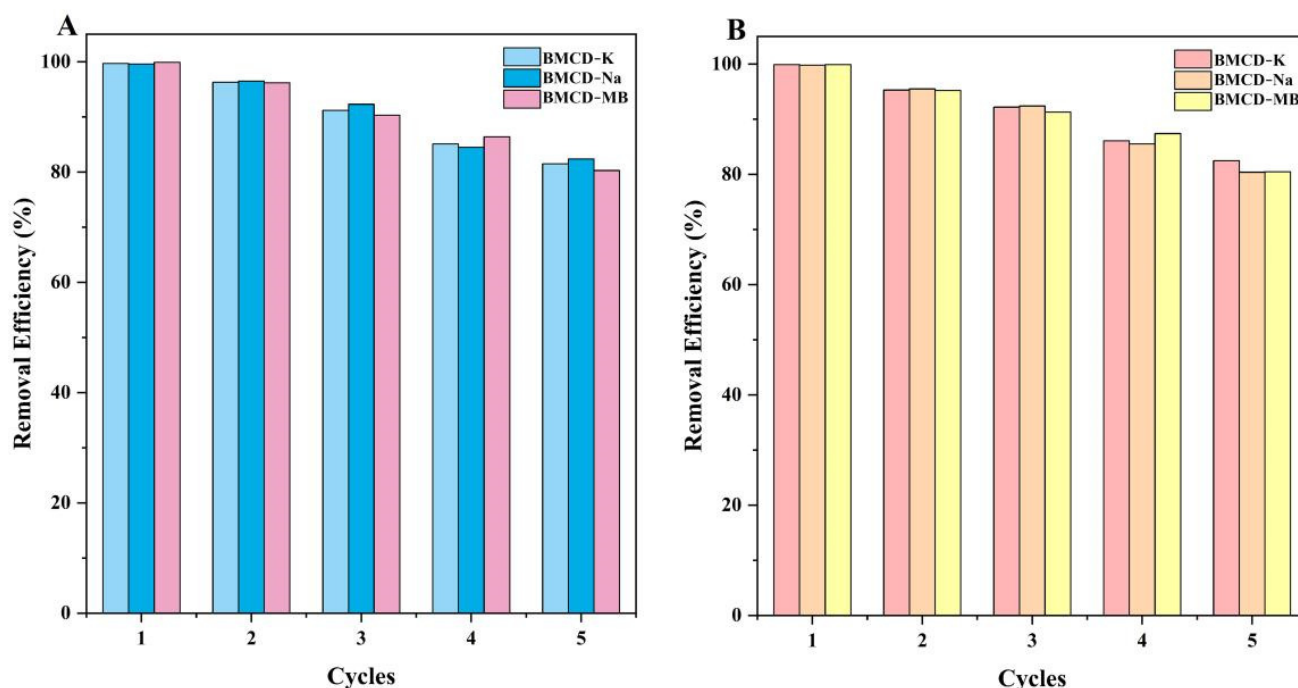 A
BMCD-K
BMCD-Na
BMCD-MB
100
80
60
40
20
0
Removal Efficiency (%)
1 2 3 4 5
Cycles
B
BMCD-K
BMCD-Na
BMCD-MB
100
80
60
40
20
0
Removal Efficiency (%)
1 2 3 4 5
Cycles